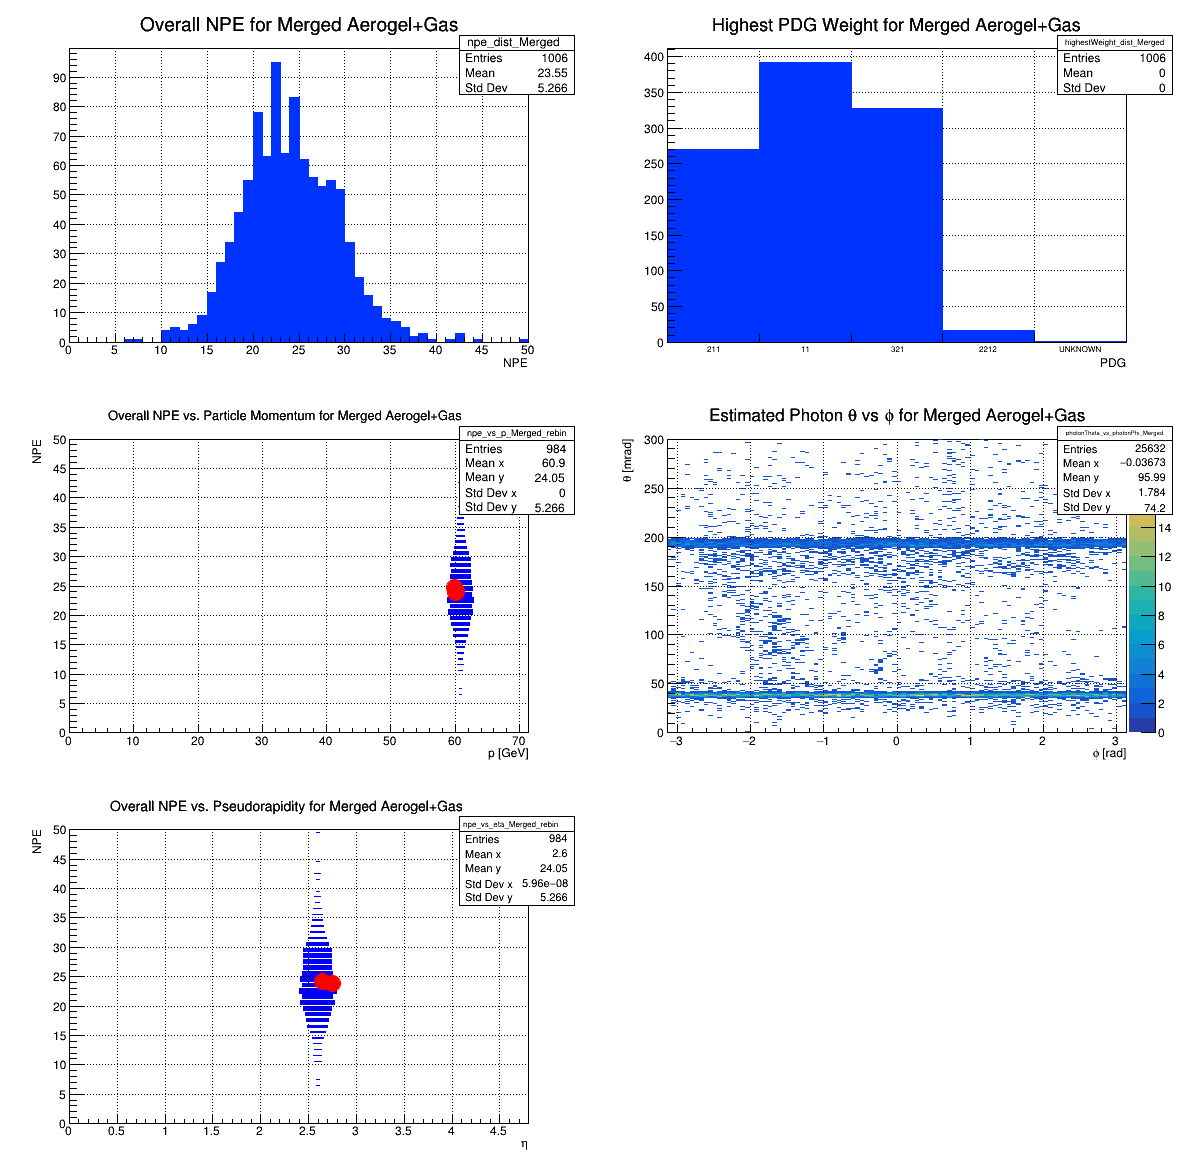 Overall NPE for Merged Aerogel+Gas
npe_dist_Merged
Entries 1006
Mean 23.55
Std Dev 5.266
90
80
70
60
50
40
30
20
10
0
0 5 10 15 20 25 30 35 40 45 50
NPE
Highest PDG Weight for Merged Aerogel+Gas
highestWeight_dist_Merged
Entries 1006
Mean 0
Std Dev 0
400
350
300
250
200
150
100
50
0
211 11 321 2212 UNKNOWN
PDG
Overall NPE vs. Particle Momentum for Merged Aerogel+Gas
npe_vs_p_Merged_rebin
Entries 984
Mean x 60.9
Mean y 24.05
Std Dev x 0
Std Dev y 5.266
NPE
50
45
40
35
30
25
20
15
10
5
0
0 10 20 30 40 50 60 70
p [GeV]
Estimated Photon θ vs ϕ for Merged Aerogel+Gas
photonTheta_vs_photonPhi_Merged
Entries 25632
Mean x −0.03673
Mean y 95.99
Std Dev x 1.784
Std Dev y 74.2
θ [mrad]
300
250
200
150
100
50
0
−3 −2 −1 0 1 2 3
ϕ [rad]
14
12
10
8
6
4
2
0
Overall NPE vs. Pseudorapidity for Merged Aerogel+Gas
npe_vs_eta_Merged_rebin
Entries 984
Mean x 2.6
Mean y 24.05
Std Dev x 5.96e−08
Std Dev y 5.266
NPE
50
45
40
35
30
25
20
15
10
5
0
0 0.5 1 1.5 2 2.5 3 3.5 4 4.5
η